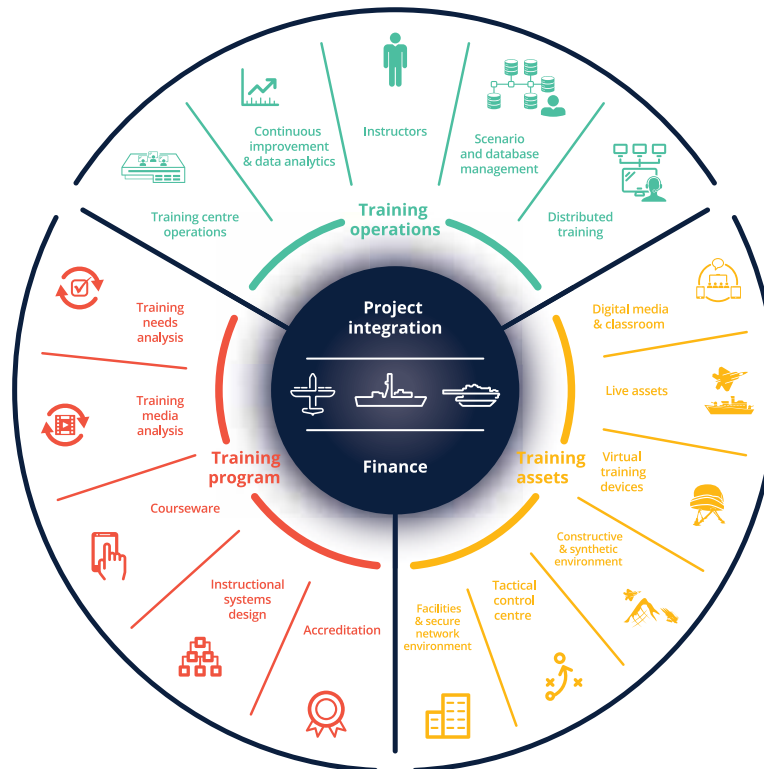 Instructors
Continuous
improvement
& data analytics
Scenario
and database
management
Training centre
operations
Training
operations
Distributed
training
Project
integration
Finance
Training
needs
analysis
Training
media
analysis
Training
program
Courseware
Instructional
systems
design
Accreditation
Digital media
& classroom
Live assets
Virtual
training
devices
Training
assets
Constructive
& synthetic
environment
Tactical
control
centre
Facilities
& secure
network
environment